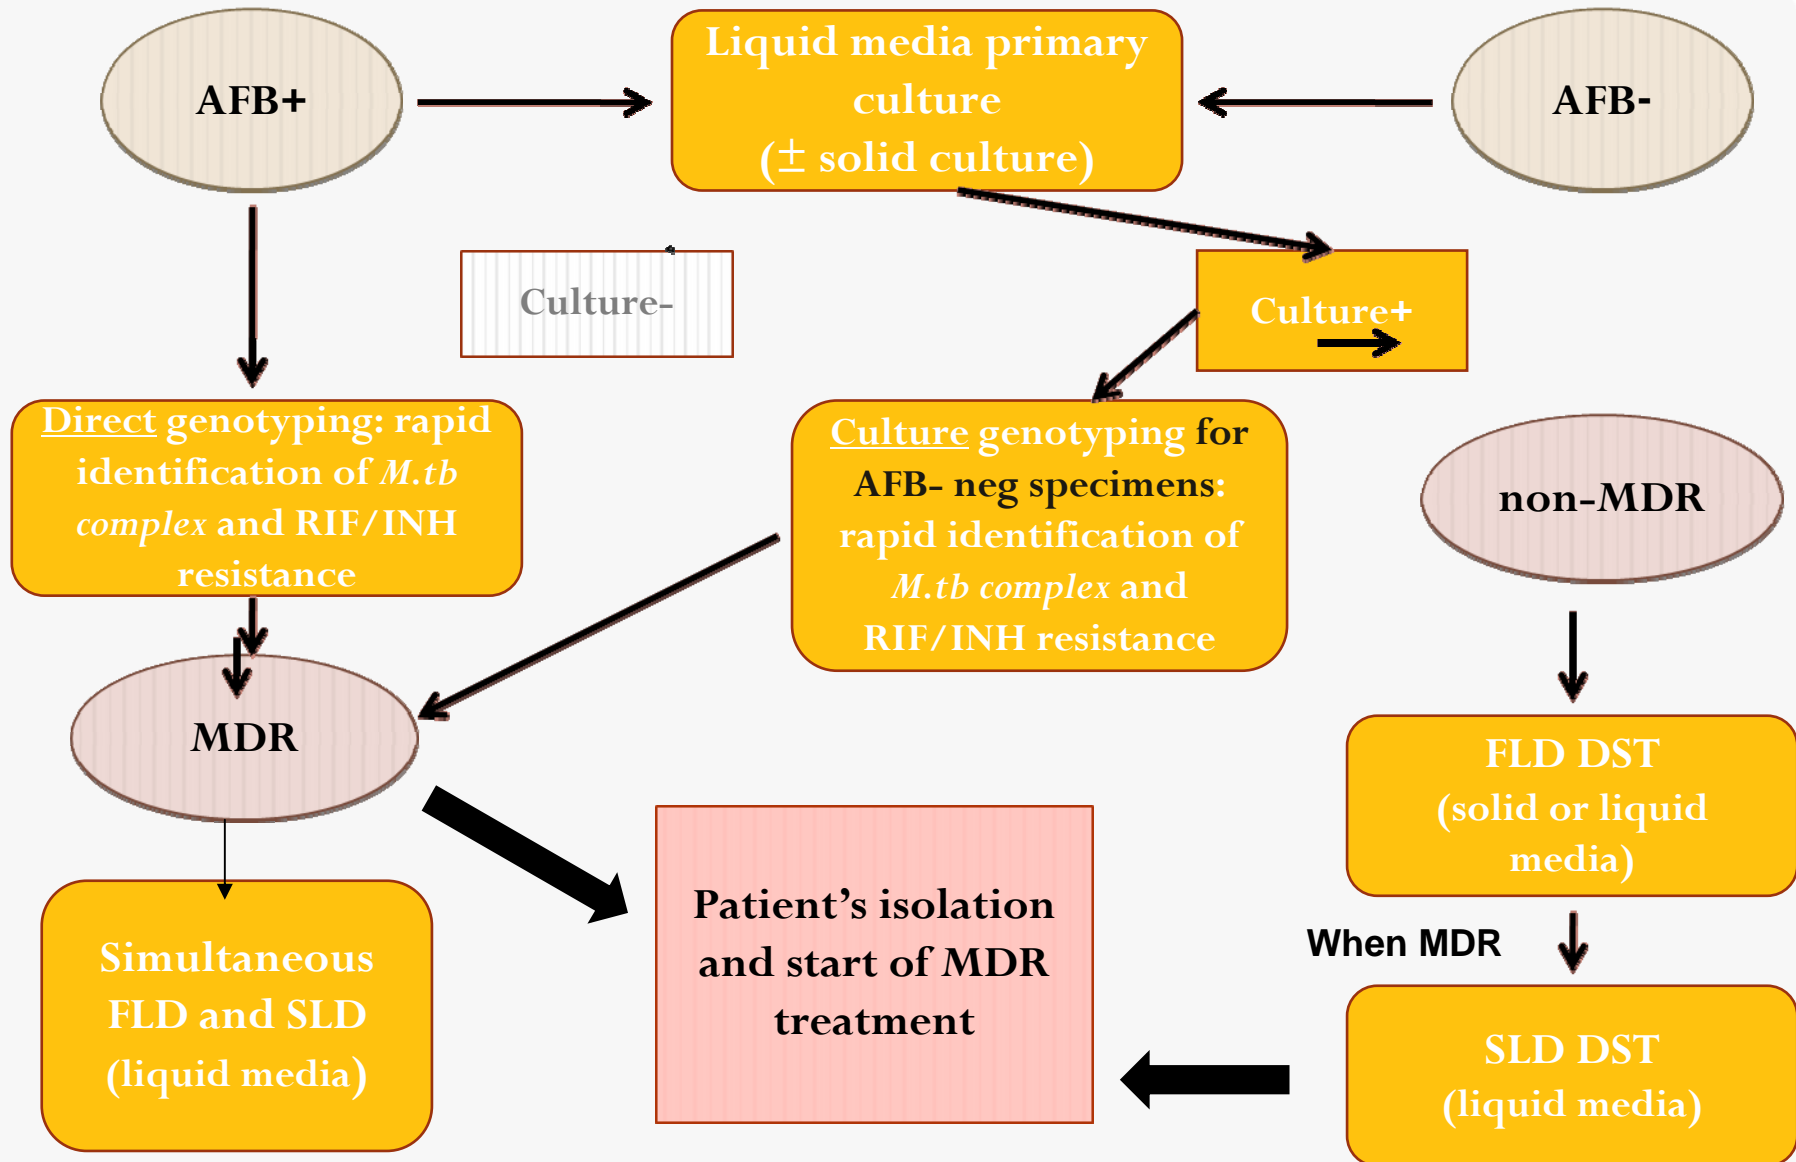 AFB+
Liquid media primary
culture
(± solid culture)
AFB-
Culture-
Culture+
Direct genotyping: rapid
identification of M.tb
complex and RIF/INH
resistance
Culture genotyping for
AFB- neg specimens:
rapid identification of
M.tb complex and
RIF/INH resistance
non-MDR
MDR
FLD DST
(solid or liquid
media)
Patient’s isolation
and start of MDR
treatment
When MDR
Simultaneous
FLD and SLD
(liquid media)
SLD DST
(liquid media)